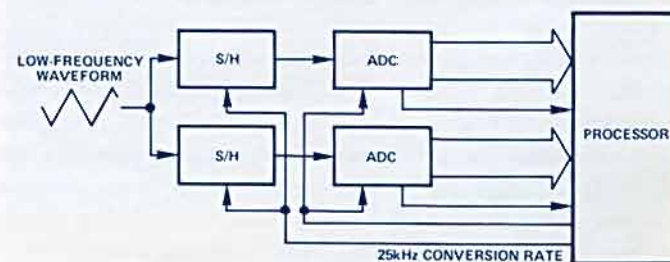 LOW-FREQUENCY
WAVEFORM
S/H
ADC
S/H
ADC
PROCESSOR
25kHz CONVERSION RATE